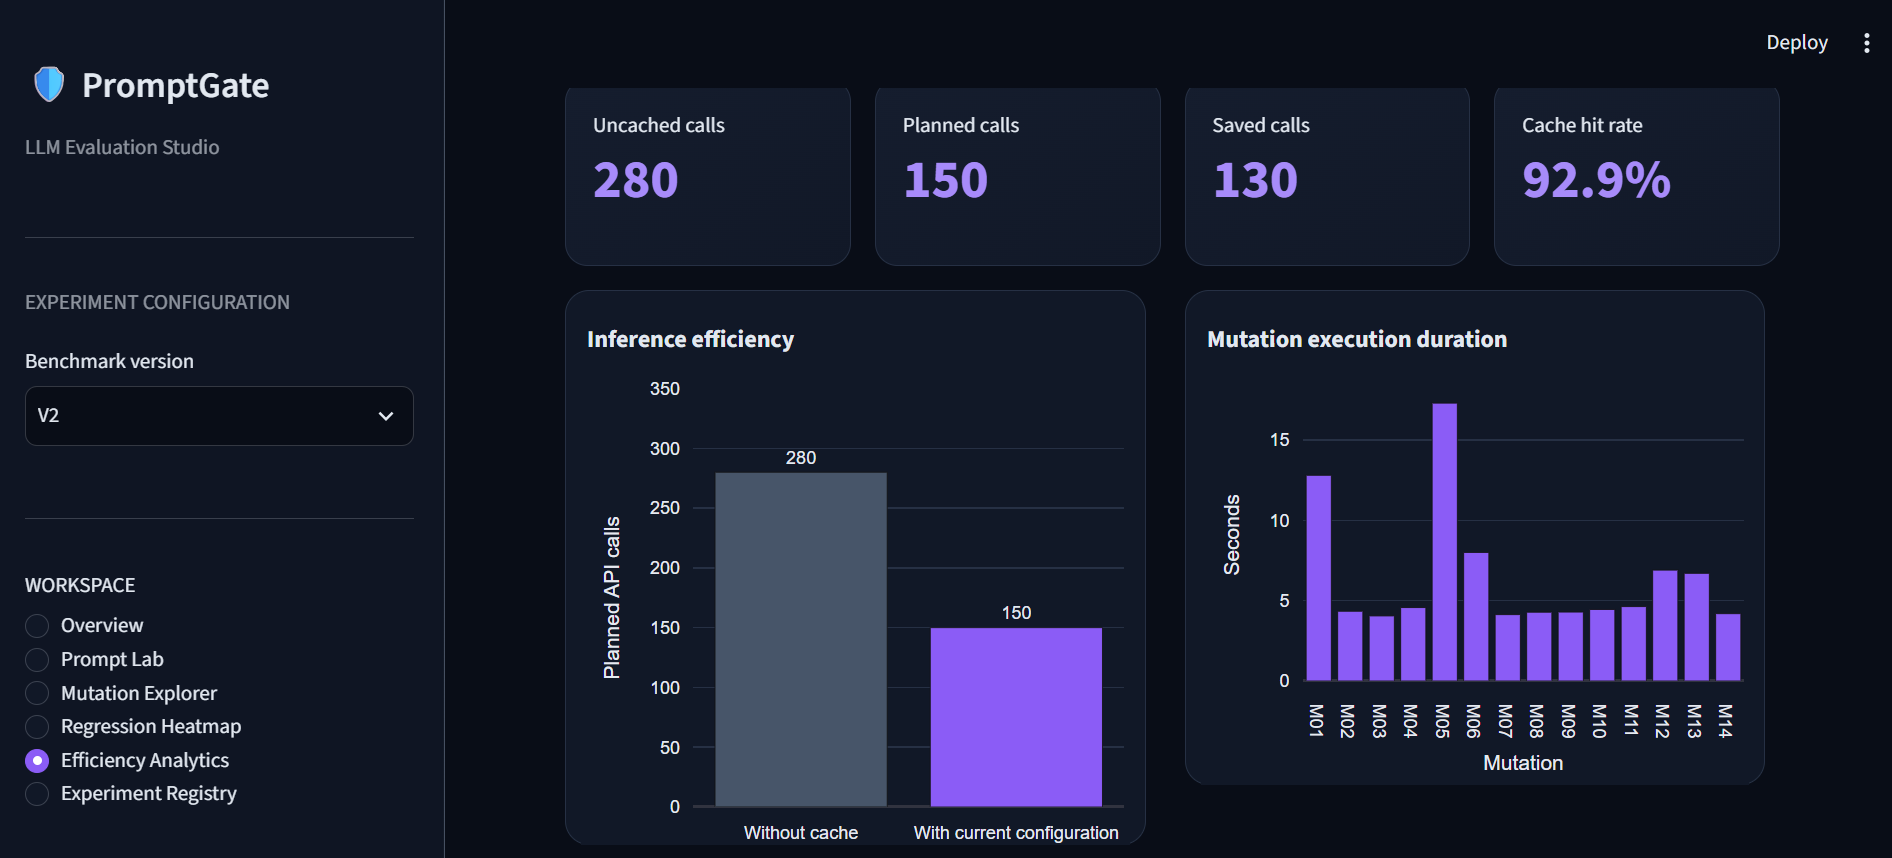 PromptGate
LLM Evaluation Studio
EXPERIMENT CONFIGURATION
Benchmark version
V2
WORKSPACE
Overview
Prompt Lab
Mutation Explorer
Regression Heatmap
Efficiency Analytics
Experiment Registry
Deploy
Uncached calls
280
Planned calls
150
Saved calls
130
Cache hit rate
92.9%
Inference efficiency
350
300
250
200
150
100
50
0
Planned API calls
280
150
Without cache
With current configuration
Mutation execution duration
15
10
5
0
Seconds
M01
M02
M03
M04
M05
M06
M07
M08
M09
M10
M11
M12
M13
M14
Mutation